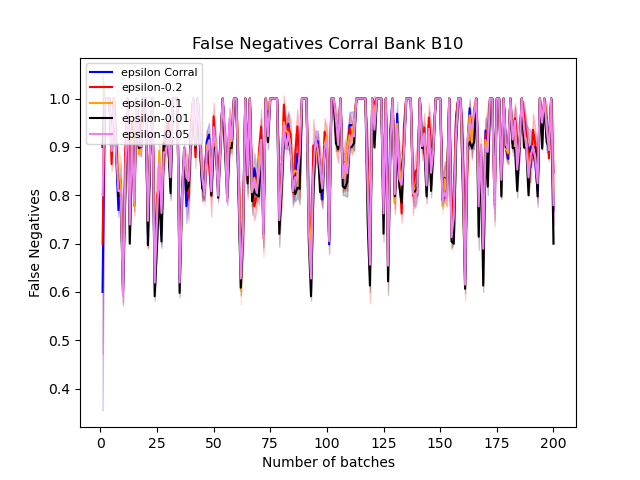 False Negatives Corral Bank B10
epsilon Corral
epsilon-0.2
epsilon-0.1
epsilon-0.01
epsilon-0.05
1.0
0.9
0.8
0.7
0.6
0.5
0.4
False Negatives
0 25 50 75 100 125 150 175 200
Number of batches